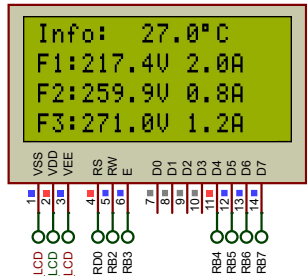 Info: 27.0°C
F1:217.4V 2.0A
F2:259.9V 0.8A
F3:271.0V 1.2A
VSS VDD VEE RS RW E D0 D1 D2 D3 D4 D5 D6 D7
1 2 3 4 5 6 7 8 9 10 11 12 13 14
LCD LCD LCD RD0 RB2 RB3 RB4 RB5 RB6 RB7